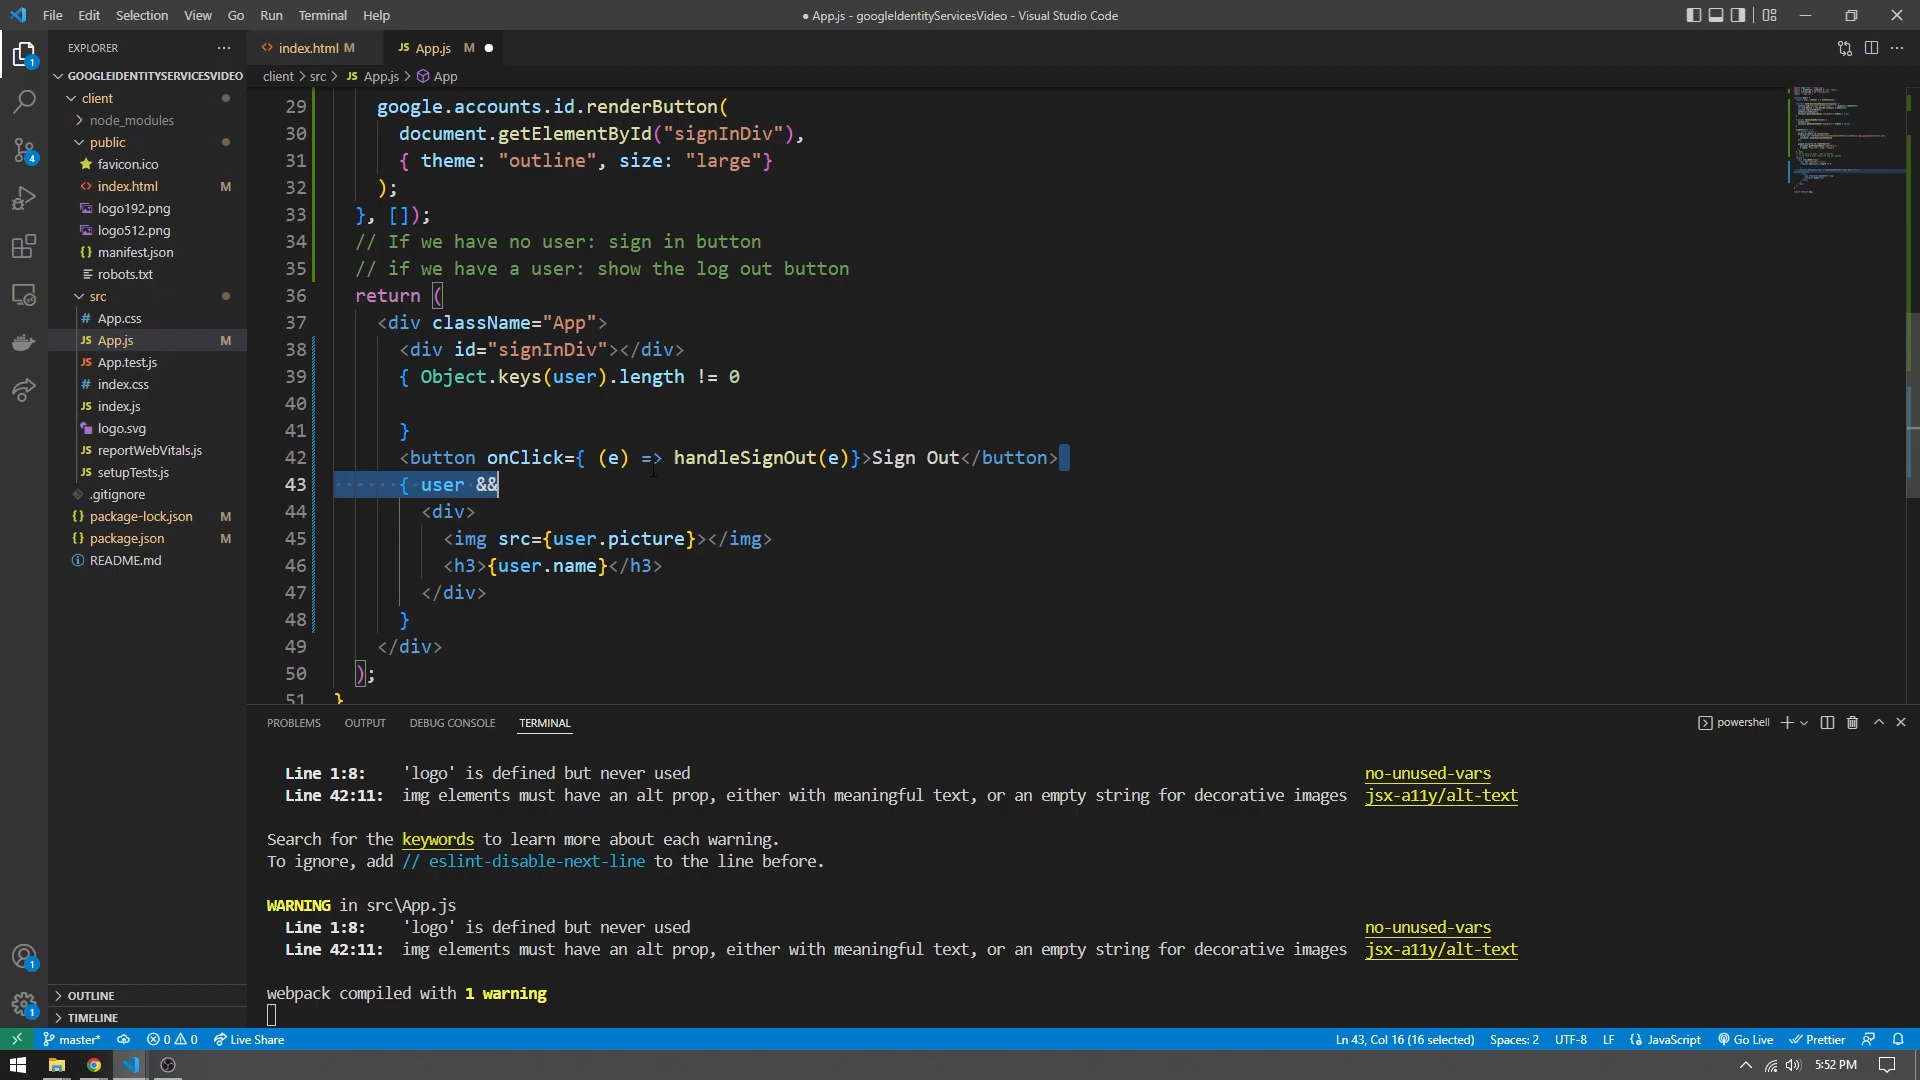 File Edit Selection View Go Run Terminal Help
● App.js - googleIdentityServicesVideo - Visual Studio Code
EXPLORER
index.html M
JS App.js M
GOOGLEIDENTITYSERVICESVIDEO
client > src > JS App.js > App
client
node_modules
public
favicon.ico
index.html M
logo192.png
logo512.png
manifest.json
robots.txt
src
App.css
JS App.js M
JS App.test.js
index.css
JS index.js
logo.svg
JS reportWebVitals.js
JS setupTests.js
.gitignore
package-lock.json M
package.json M
README.md
OUTLINE
TIMELINE
29 google.accounts.id.renderButton(
30 document.getElementById("signInDiv"),
31 { theme: "outline", size: "large"}
32 );
33 }, []);
34 // If we have no user: sign in button
35 // if we have a user: show the log out button
36 return (
37 <div className="App">
38 <div id="signInDiv"></div>
39 { Object.keys(user).length != 0
40
41 }
42 <button onClick={ (e) => handleSignOut(e)}>Sign Out</button>
43 { user &&
44 <div>
45 <img src={user.picture}></img>
46 <h3>{user.name}</h3>
47 </div>
48 }
49 </div>
50 );
51 }
PROBLEMS OUTPUT DEBUG CONSOLE TERMINAL
powershell
Line 1:8: 'logo' is defined but never used no-unused-vars
Line 42:11: img elements must have an alt prop, either with meaningful text, or an empty string for decorative images jsx-a11y/alt-text
Search for the keywords to learn more about each warning.
To ignore, add // eslint-disable-next-line to the line before.
WARNING in src\App.js
Line 1:8: 'logo' is defined but never used no-unused-vars
Line 42:11: img elements must have an alt prop, either with meaningful text, or an empty string for decorative images jsx-a11y/alt-text
webpack compiled with 1 warning
1
4
1
1
master* 0 0 Live Share
Ln 43, Col 16 (16 selected) Spaces: 2 UTF-8 LF JavaScript Go Live Prettier
5:52 PM